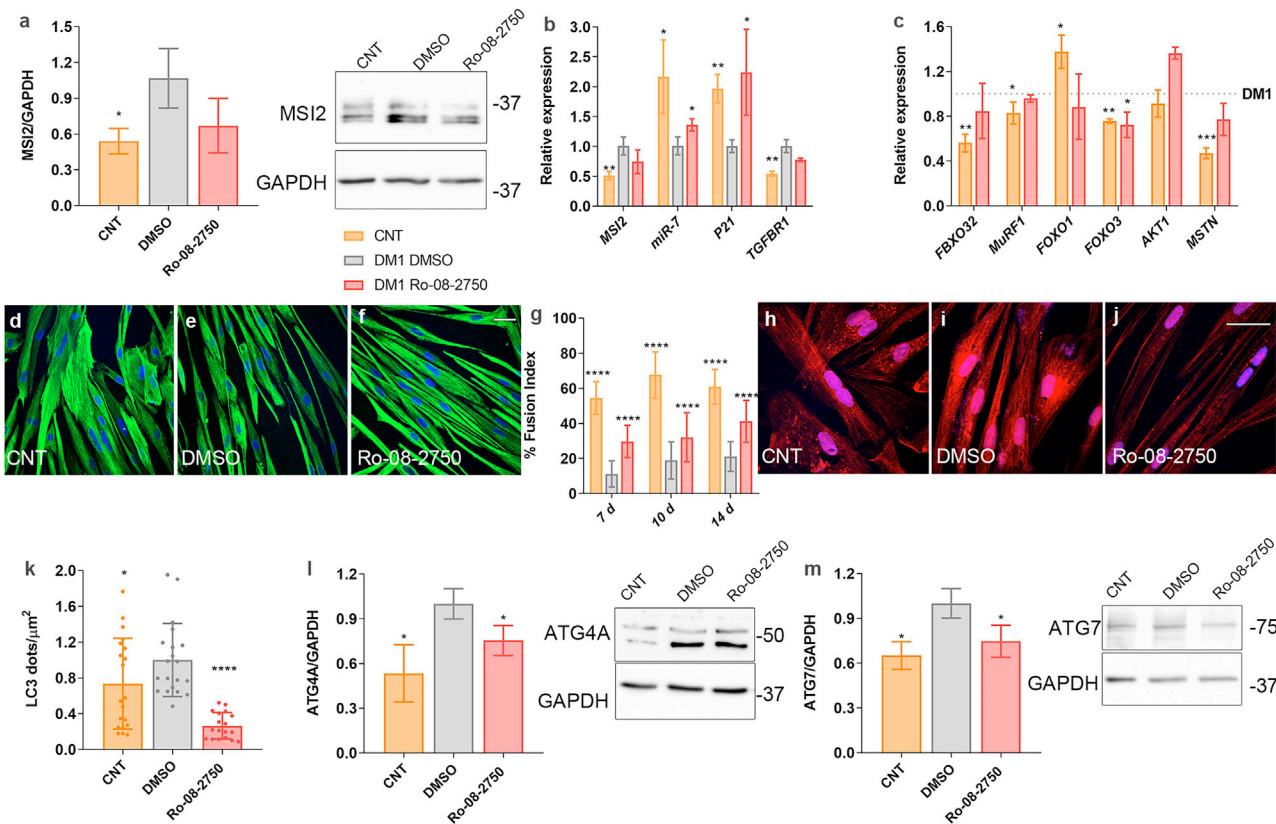 a
MSI2/GAPDH
1.5
1.2
0.9
0.6
0.3
0.0
*
CNT
DMSO
Ro-08-2750
CNT
DMSO
Ro-08-2750
MSI2
-37
GAPDH
-37
CNT
DM1 DMSO
DM1 Ro-08-2750
b
Relative expression
3.0
2.5
2.0
1.5
1.0
0.5
0.0
**
*
*
**
*
**
MSI2
miR-7
P21
TGFBR1
c
Relative expression
1.6
1.2
0.8
0.4
0.0
**
*
*
**
*
***
DM1
FBXO32
MuRF1
FOXO1
FOXO3
AKT1
MSTN
d
CNT
e
DMSO
f
Ro-08-2750
g
% Fusion Index
100
80
60
40
20
0
****
****
****
****
****
****
7 d
10 d
14 d
h
CNT
i
DMSO
j
Ro-08-2750
k
LC3 dots/µm²
2.0
1.6
1.2
0.8
0.4
0.0
*
****
CNT
DMSO
Ro-08-2750
l
ATG4A/GAPDH
1.2
0.9
0.6
0.3
0.0
*
*
CNT
DMSO
Ro-08-2750
CNT
DMSO
Ro-08-2750
ATG4A
-50
GAPDH
-37
m
ATG7/GAPDH
1.2
0.9
0.6
0.3
0.0
*
*
CNT
DMSO
Ro-08-2750
CNT
DMSO
Ro-08-2750
ATG7
-75
GAPDH
-37